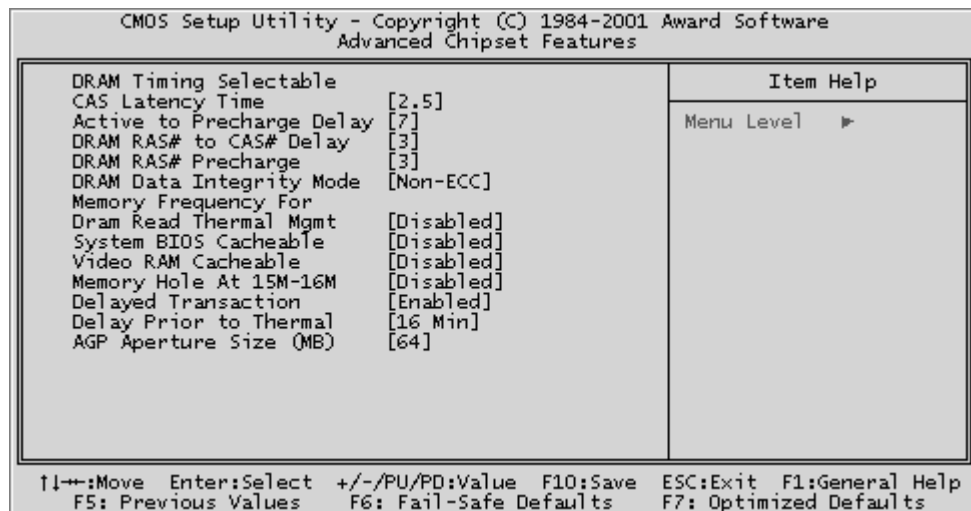 CMOS Setup Utility - Copyright (C) 1984-2001 Award Software
Advanced Chipset Features
DRAM Timing Selectable
CAS Latency Time [2.5]
Active to Precharge Delay [7]
DRAM RAS# to CAS# Delay [3]
DRAM RAS# Precharge [3]
DRAM Data Integrity Mode [Non-ECC]
Memory Frequency For
Dram Read Thermal Mgmt [Disabled]
System BIOS Cacheable [Disabled]
Video RAM Cacheable [Disabled]
Memory Hole At 15M-16M [Disabled]
Delayed Transaction [Enabled]
Delay Prior to Thermal [16 Min]
AGP Aperture Size (MB) [64]
Item Help
Menu Level ►
↑↓→←:Move Enter:Select +/-/PU/PD:Value F10:Save ESC:Exit F1:General Help
F5: Previous Values F6: Fail-Safe Defaults F7: Optimized Defaults